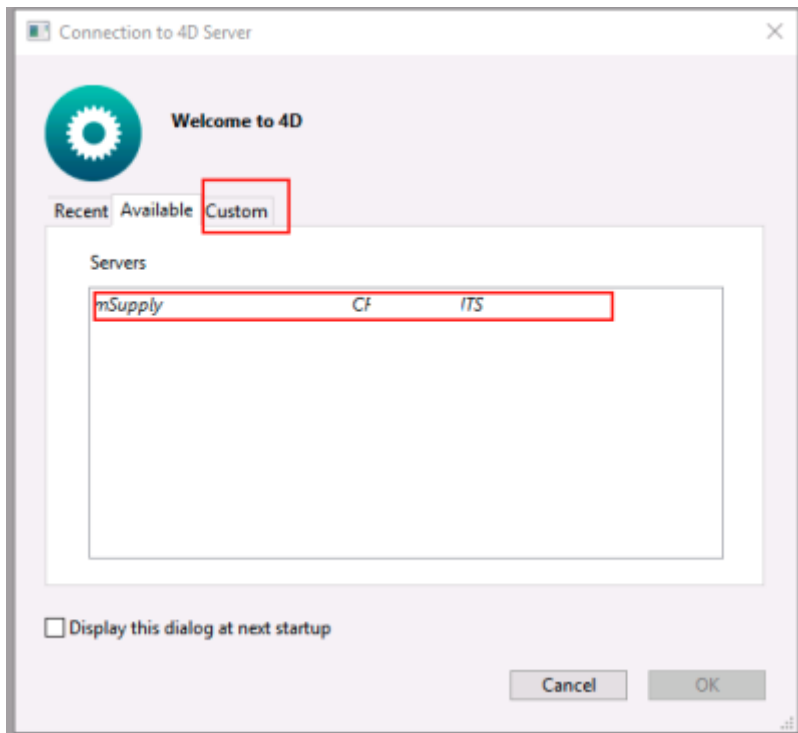 Connection to 4D Server
Welcome to 4D
Recent Available Custom
Servers
mSupply ITS
Display this dialog at next startup
Cancel OK